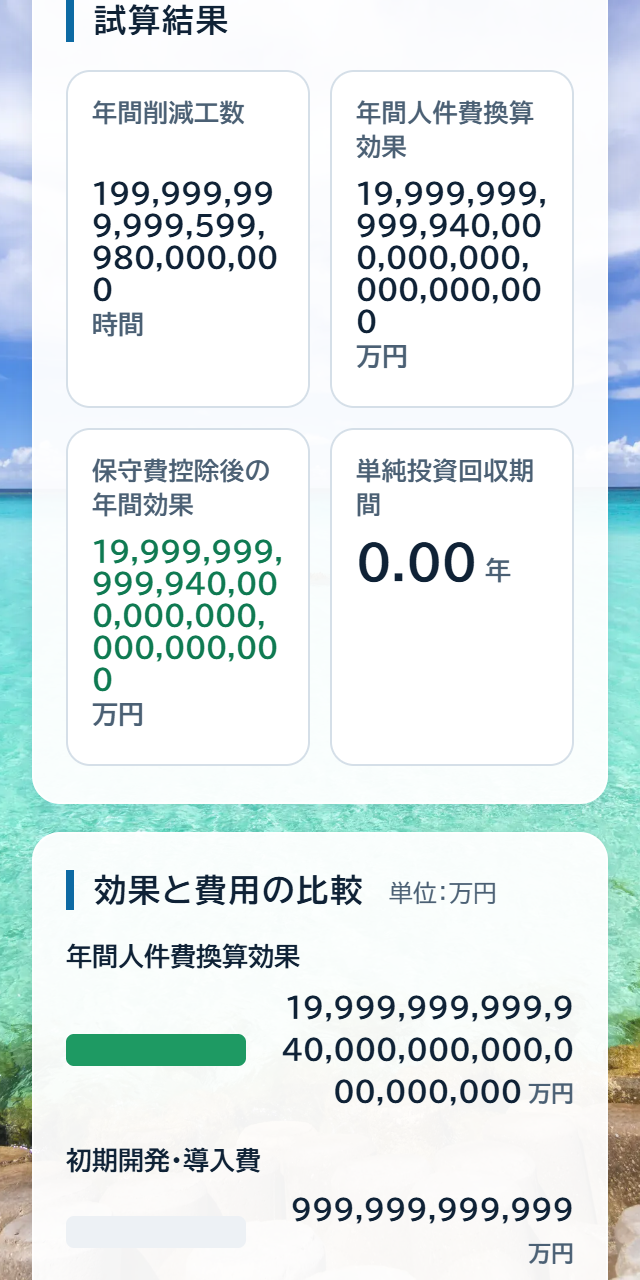 試算結果
年間削減工数
199,999,99
9,999,599,
980,000,00
0
時間
年間人件費換算
効果
19,999,999,
999,940,00
0,000,000,
000,000,00
0
万円
保守費控除後の
年間効果
19,999,999,
999,940,00
0,000,000,
000,000,00
0
万円
単純投資回収期
間
0.00 年
効果と費用の比較 単位：万円
年間人件費換算効果
19,999,999,999,9
40,000,000,000,0
00,000,000 万円
初期開発・導入費
999,999,999,999
万円